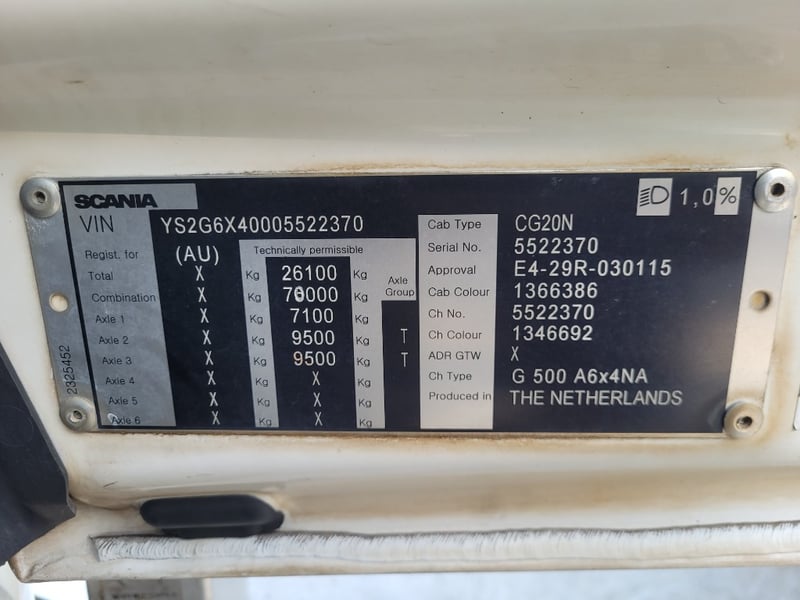 SCANIA
1,0%
VIN YS2G6X40005522370
Regist. for (AU) Technically permissible
Total X Kg 26100 Kg Axle Group
Combination X Kg 70000 Kg
Axle 1 X Kg 7100 Kg
Axle 2 X Kg 9500 Kg T
Axle 3 X Kg 9500 Kg T
Axle 4 X Kg X Kg
Axle 5 X Kg X Kg
Axle 6 X Kg X Kg
2325452
Cab Type CG20N
Serial No. 5522370
Approval E4-29R-030115
Cab Colour 1366386
Ch No. 5522370
Ch Colour 1346692
ADR GTW X
Ch Type G 500 A6x4NA
Produced in THE NETHERLANDS